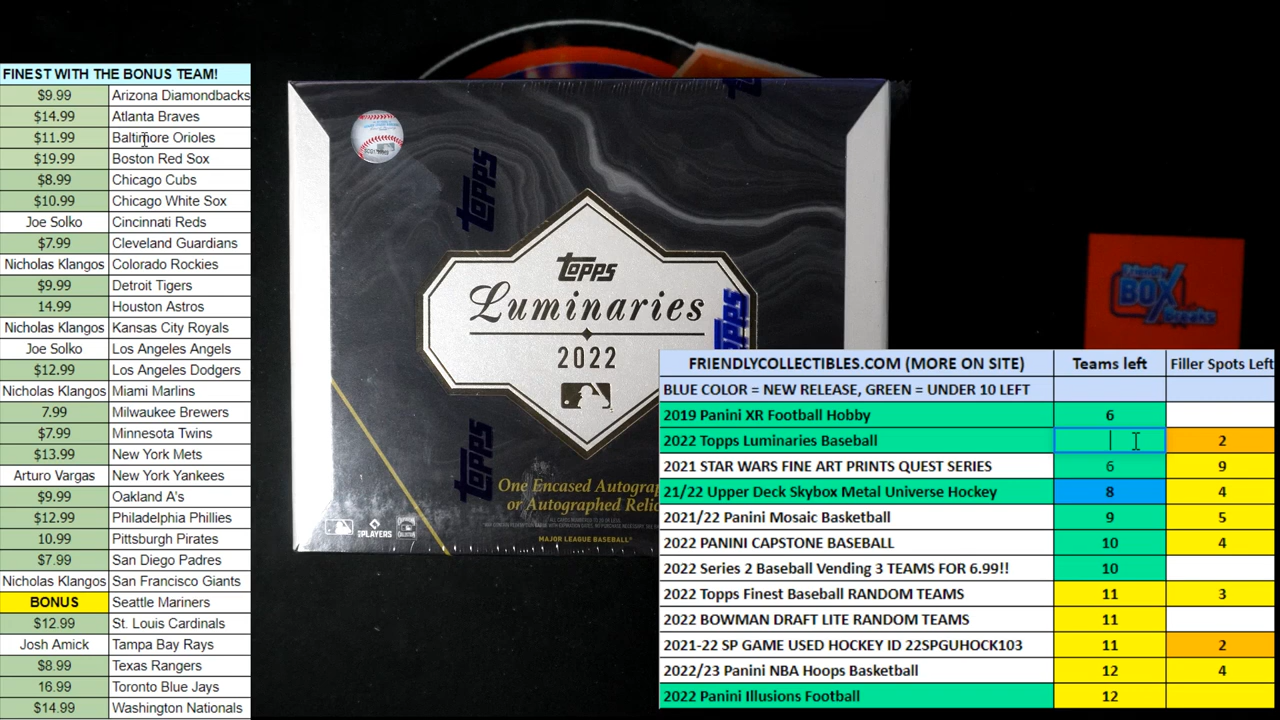 FINEST WITH THE BONUS TEAM!
$9.99 Arizona Diamondbacks
$14.99 Atlanta Braves
$11.99 Baltimore Orioles
$19.99 Boston Red Sox
$8.99 Chicago Cubs
$10.99 Chicago White Sox
Joe Solko Cincinnati Reds
$7.99 Cleveland Guardians
Nicholas Klangos Colorado Rockies
$9.99 Detroit Tigers
14.99 Houston Astros
Nicholas Klangos Kansas City Royals
Joe Solko Los Angeles Angels
$12.99 Los Angeles Dodgers
Nicholas Klangos Miami Marlins
7.99 Milwaukee Brewers
$7.99 Minnesota Twins
$13.99 New York Mets
Arturo Vargas New York Yankees
$9.99 Oakland A's
$12.99 Philadelphia Phillies
10.99 Pittsburgh Pirates
$7.99 San Diego Padres
Nicholas Klangos San Francisco Giants
BONUS Seattle Mariners
$12.99 St. Louis Cardinals
Josh Amick Tampa Bay Rays
$8.99 Texas Rangers
16.99 Toronto Blue Jays
$14.99 Washington Nationals
topps
topps
topps
topps
Luminaries
2022
One Encased Autograp
or Autographed Relic
MAJOR LEAGUE BASEBALL
PLAYERS
Friendly
BOX
Breaks
FRIENDLYCOLLECTIBLES.COM (MORE ON SITE) Teams left Filler Spots Left
BLUE COLOR = NEW RELEASE, GREEN = UNDER 10 LEFT
2019 Panini XR Football Hobby 6
2022 Topps Luminaries Baseball 2
2021 STAR WARS FINE ART PRINTS QUEST SERIES 6 9
21/22 Upper Deck Skybox Metal Universe Hockey 8 4
2021/22 Panini Mosaic Basketball 9 5
2022 PANINI CAPSTONE BASEBALL 10 4
2022 Series 2 Baseball Vending 3 TEAMS FOR 6.99!! 10
2022 Topps Finest Baseball RANDOM TEAMS 11 3
2022 BOWMAN DRAFT LITE RANDOM TEAMS 11
2021-22 SP GAME USED HOCKEY ID 22SPGUHOCK103 11 2
2022/23 Panini NBA Hoops Basketball 12 4
2022 Panini Illusions Football 12